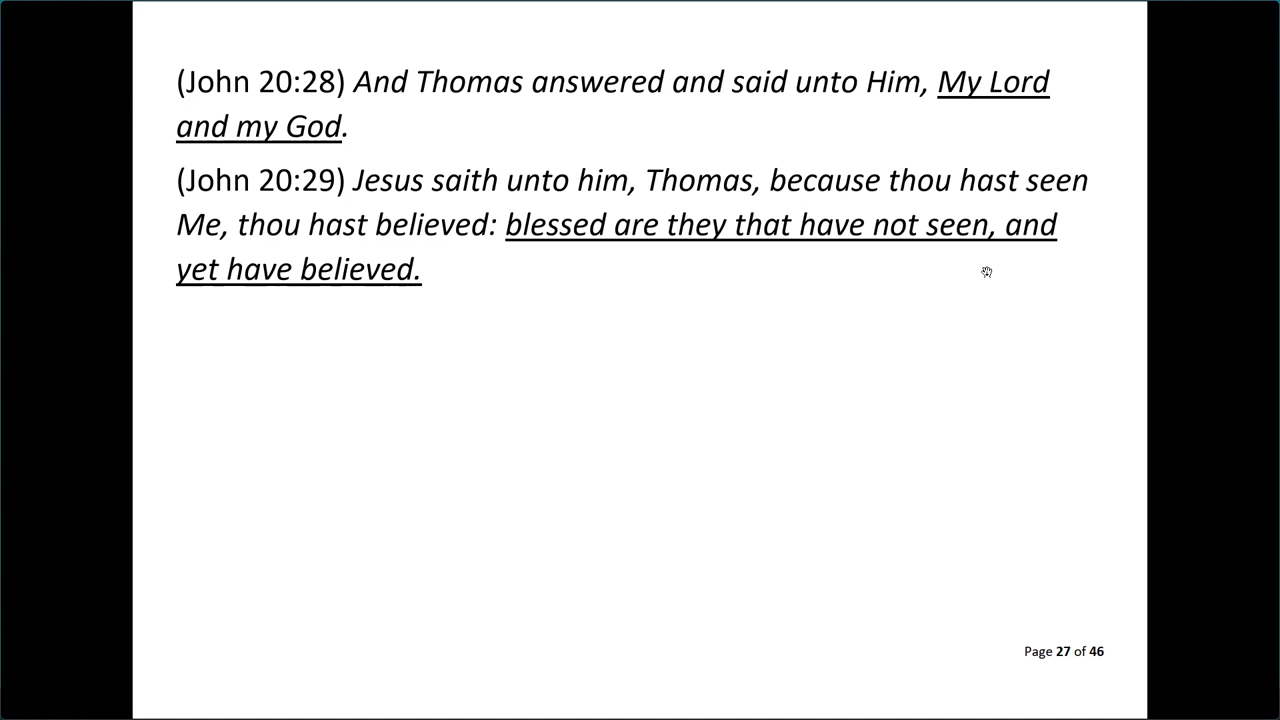 (John 20:28) And Thomas answered and said unto Him, My Lord
and my God.
(John 20:29) Jesus saith unto him, Thomas, because thou hast seen
Me, thou hast believed: blessed are they that have not seen, and
yet have believed.
Page 27 of 46